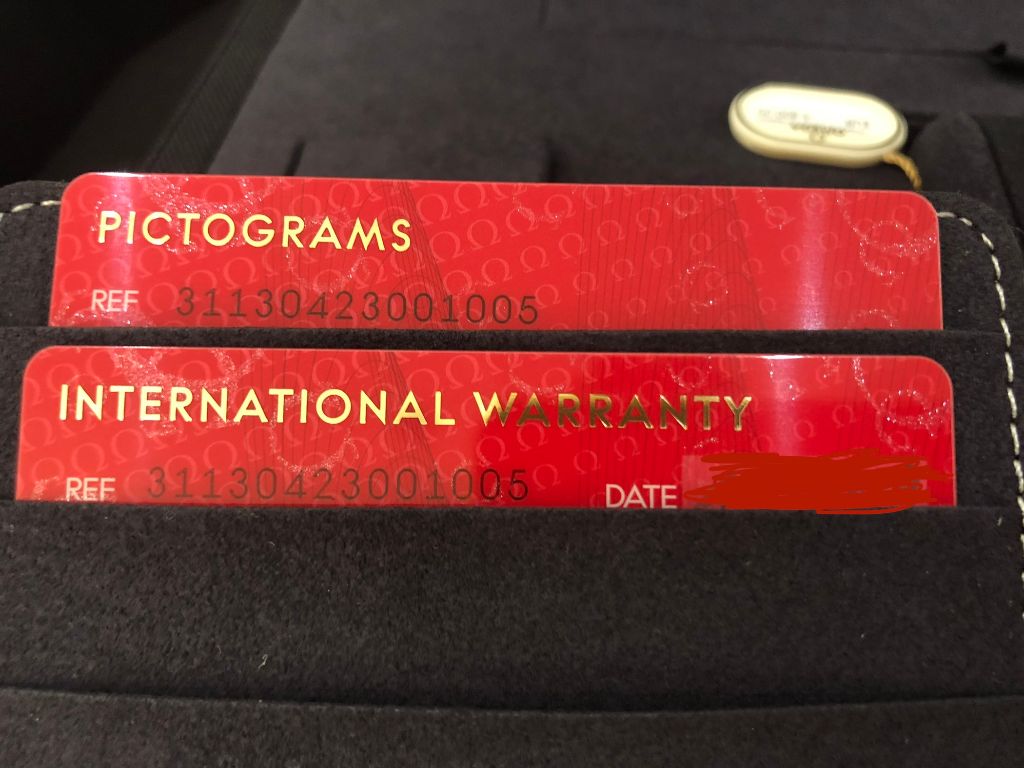 PICTOGRAMS
REF 31130423001005
INTERNATIONAL WARRANTY
REF 31130423001005 DATE